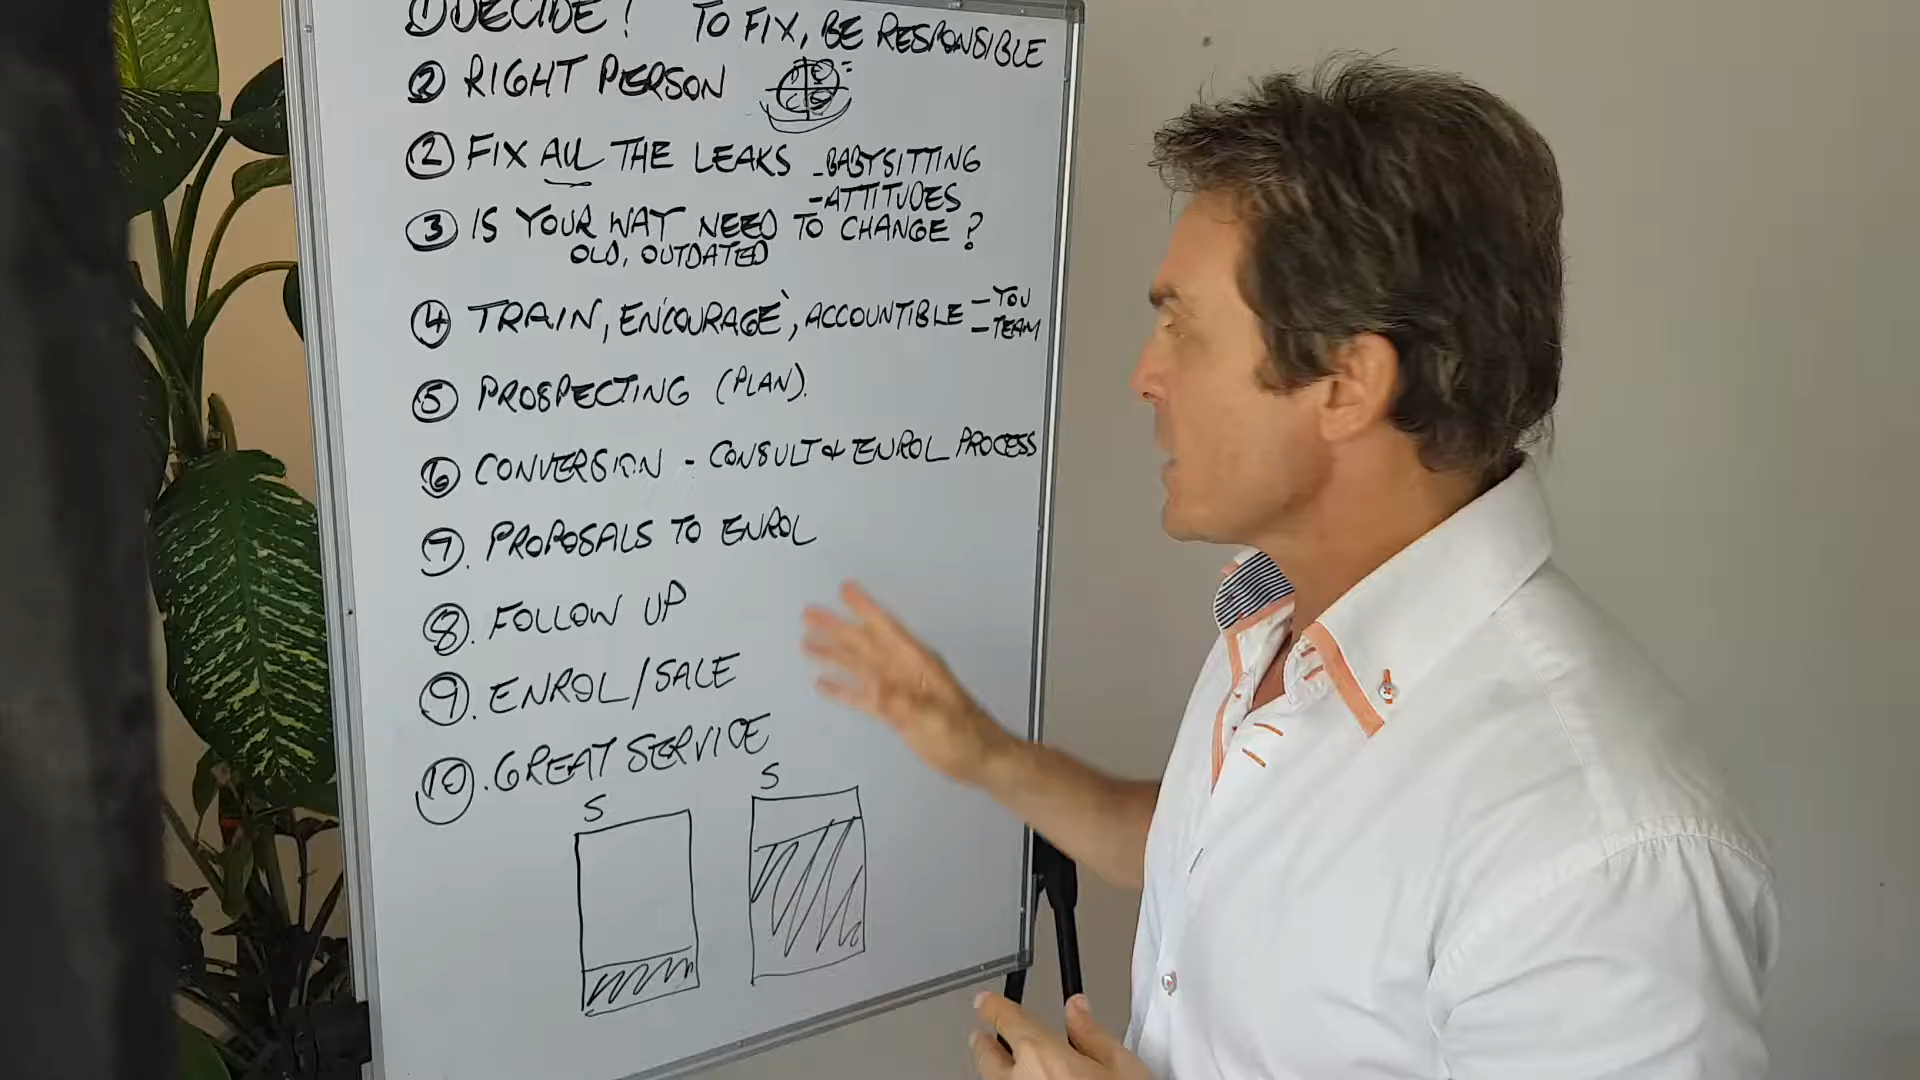 ① DECIDE! TO FIX, BE RESPONSIBLE
② RIGHT PERSON
② FIX ALL THE LEAKS - BABYSITTING
- ATTITUDES
③ IS YOUR WAY NEED TO CHANGE?
OLD, OUTDATED
④ TRAIN, ENCOURAGE, ACCOUNTIBLE - YOU
- TEAM
⑤ PROSPECTING (PLAN).
⑥ CONVERSION - CONSULT & ENROL PROCESS
⑦. PROPOSALS TO ENROL
⑧. FOLLOW UP
⑨. ENROL/SALE
⑩. GREAT SERVICE
S S